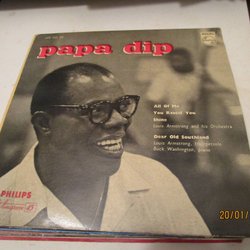 papa dip
All Of Me
You Rascal You
Shine
Louis Armstrong and his Orchestra
Dear Old Southland
Louis Armstrong, trumpet solo
Buck Washington, piano
PHILIPS
20/01/